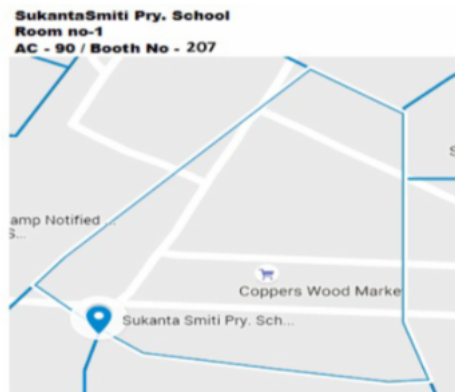 SukantaSmiti Pry. School
Room no-1
AC - 90 / Booth No - 207
amp Notified ...
S...
Coppers Wood Marke
Sukanta Smiti Pry. Sch...
S